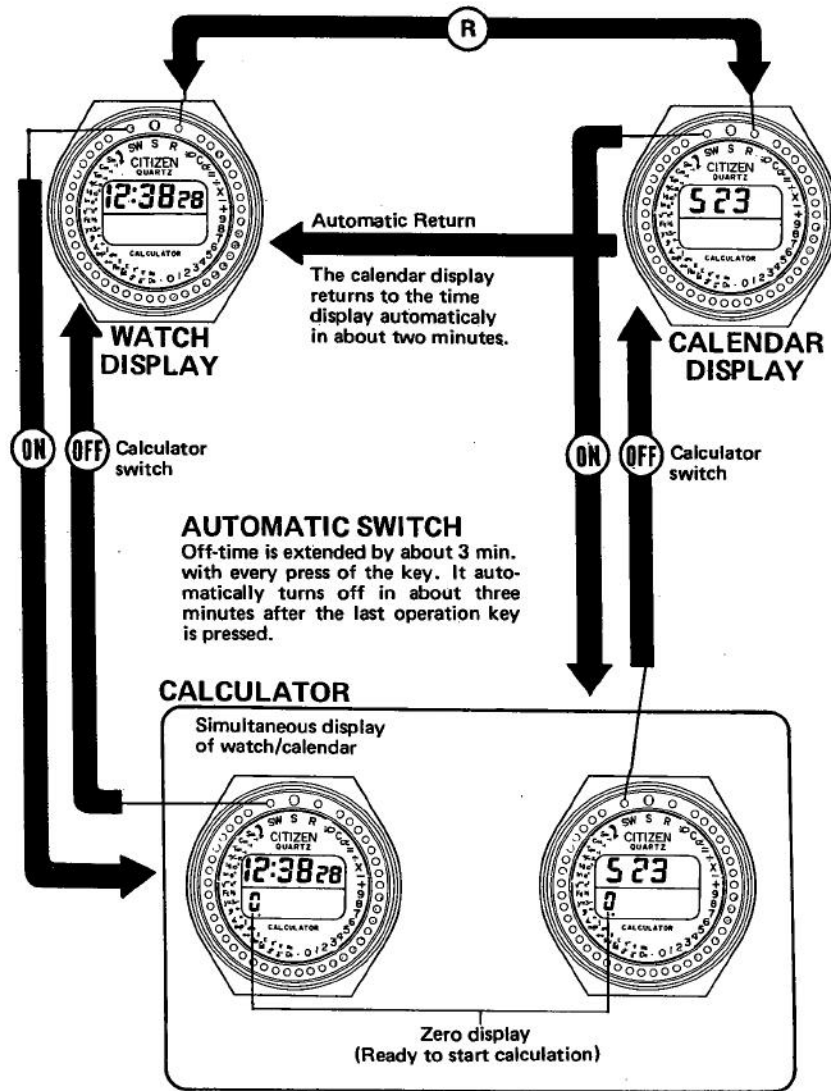 R
SW S R
CITIZEN
QUARTZ
12:38 28
CALCULATOR
WATCH
DISPLAY
Automatic Return
The calendar display
returns to the time
display automaticaly
in about two minutes.
SW S R
CITIZEN
QUARTZ
5 23
CALCULATOR
CALENDAR
DISPLAY
ON
OFF
Calculator
switch
ON
OFF
Calculator
switch
AUTOMATIC SWITCH
Off-time is extended by about 3 min.
with every press of the key. It auto-
matically turns off in about three
minutes after the last operation key
is pressed.
CALCULATOR
Simultaneous display
of watch/calendar
SW S R
CITIZEN
QUARTZ
12:38 28
0.
CALCULATOR
SW S R
CITIZEN
QUARTZ
5 23
0.
CALCULATOR
Zero display
(Ready to start calculation)